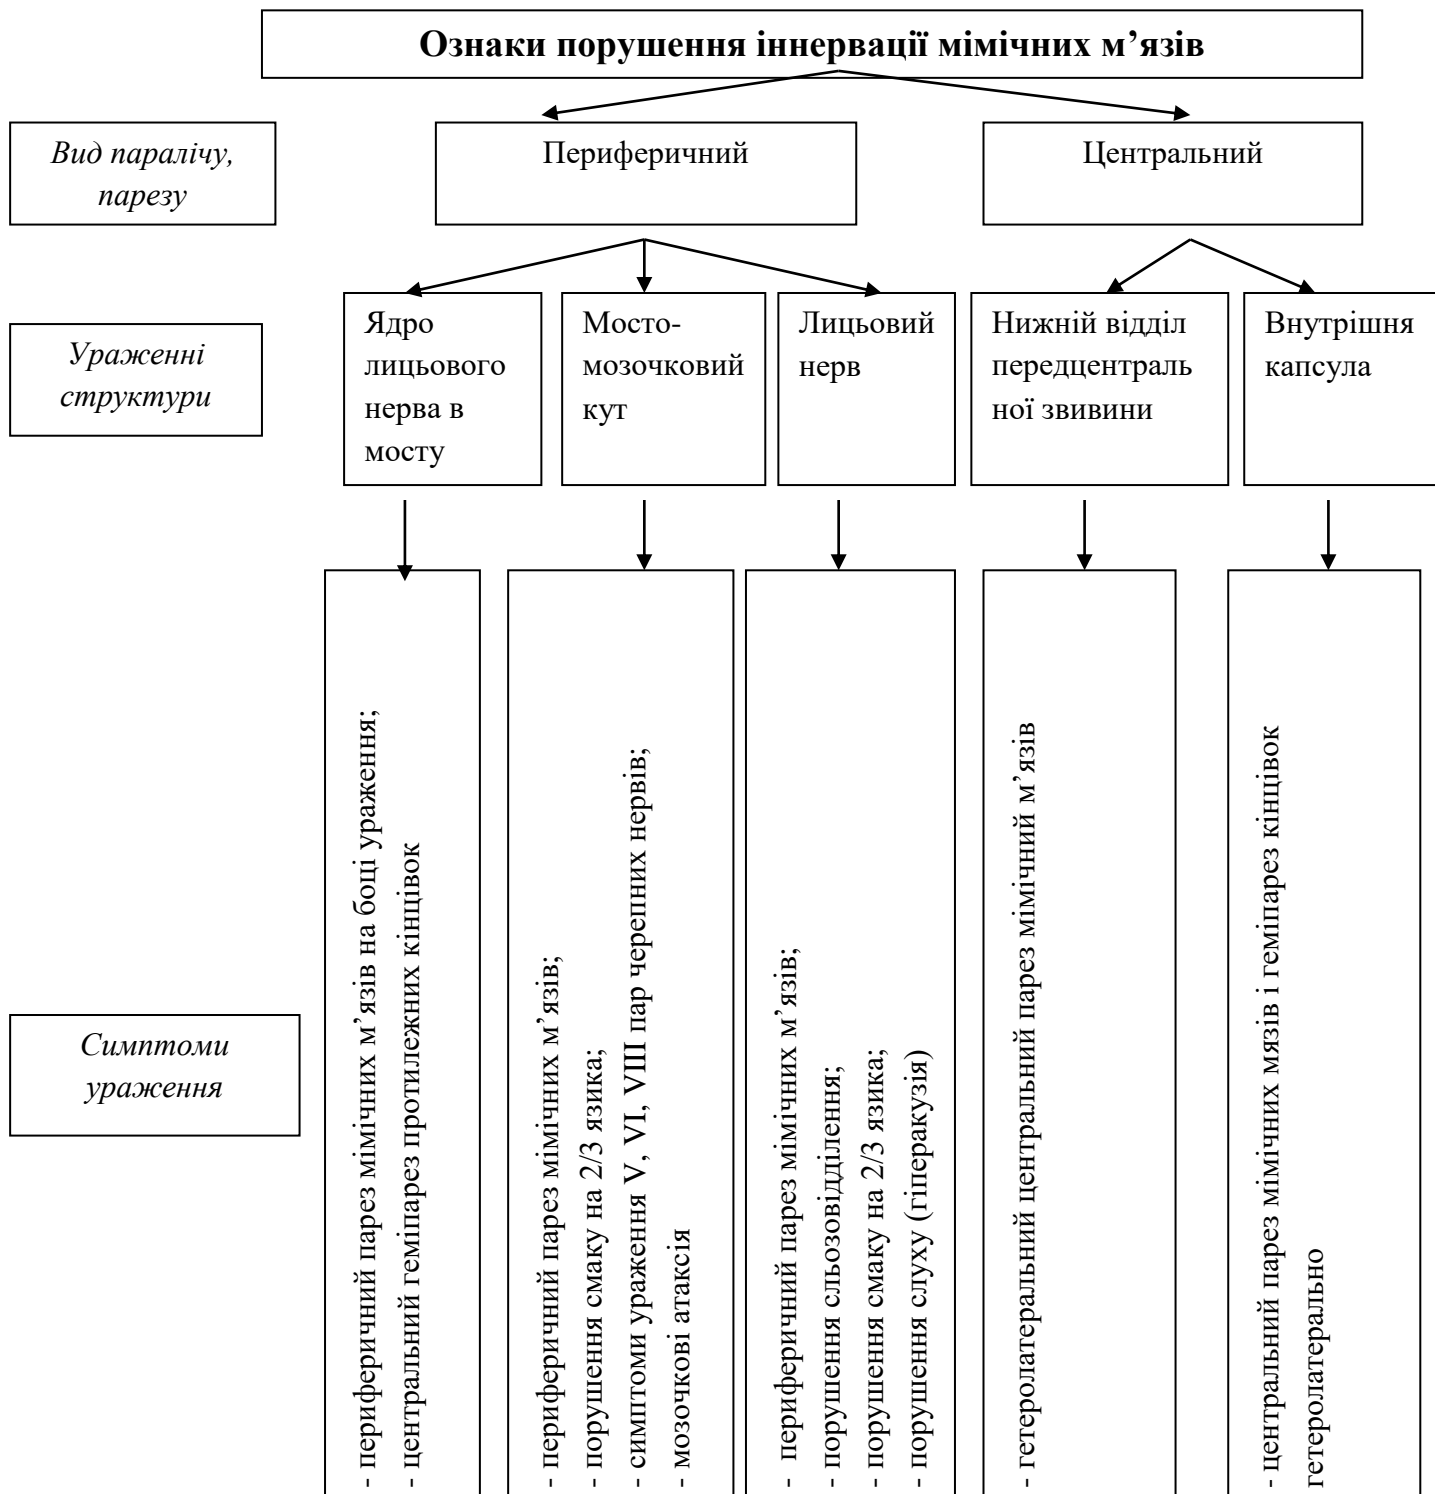 Ознаки порушення іннервації мімічних м’язів
Вид паралічу,
парезу
Периферичний
Центральний
Ураженні
структури
Ядро
лицьового
нерва в
мосту
Мосто-
мозочковий
кут
Лицьовий
нерв
Нижній відділ
передцентраль
ної звивини
Внутрішня
капсула
Симптоми
ураження
- периферичний парез мімічних м’язів на боці ураження;
- центральний геміпарез протилежних кінцівок
- периферичний парез мімічних м’язів;
- порушення смаку на 2/3 язика;
- симптоми ураження V, VI, VIII пар черепних нервів;
- мозочкові атаксія
- периферичний парез мімічних м’язів;
- порушення сльозовідділення;
- порушення смаку на 2/3 язика;
- порушення слуху (гіперакузія)
- гетеролатеральний центральний парез мімічний м’язів
- центральний парез мімічних мязів і геміпарез кінцівок
гетеролатерально